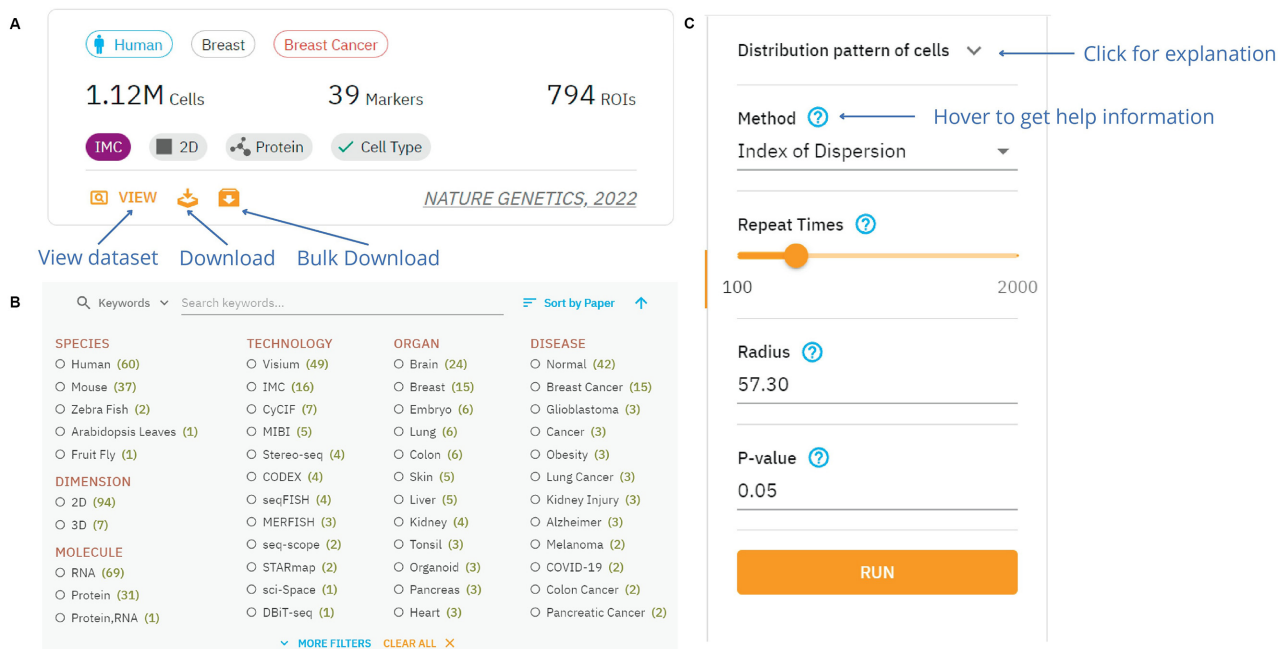 A
Human Breast Breast Cancer
1.12M Cells 39 Markers 794 ROIs
IMC 2D Protein Cell Type
VIEW NATURE GENETICS, 2022
View dataset Download Bulk Download
B
Keywords Search keywords... Sort by Paper
SPECIES
Human (60)
Mouse (37)
Zebra Fish (2)
Arabidopsis Leaves (1)
Fruit Fly (1)
DIMENSION
2D (94)
3D (7)
MOLECULE
RNA (69)
Protein (31)
Protein,RNA (1)
TECHNOLOGY
Visium (49)
IMC (16)
CyCIF (7)
MIBI (5)
Stereo-seq (4)
CODEX (4)
seqFISH (4)
MERFISH (3)
seq-scope (2)
STARmap (2)
sci-Space (1)
DBiT-seq (1)
ORGAN
Brain (24)
Breast (15)
Embryo (6)
Lung (6)
Colon (6)
Skin (5)
Liver (5)
Kidney (4)
Tonsil (3)
Organoid (3)
Pancreas (3)
Heart (3)
DISEASE
Normal (42)
Breast Cancer (15)
Glioblastoma (3)
Cancer (3)
Obesity (3)
Lung Cancer (3)
Kidney Injury (3)
Alzheimer (3)
Melanoma (2)
COVID-19 (2)
Colon Cancer (2)
Pancreatic Cancer (2)
MORE FILTERS CLEAR ALL
C
Distribution pattern of cells Click for explanation
Method ? Hover to get help information
Index of Dispersion
Repeat Times ?
100 2000
Radius ?
57.30
P-value ?
0.05
RUN